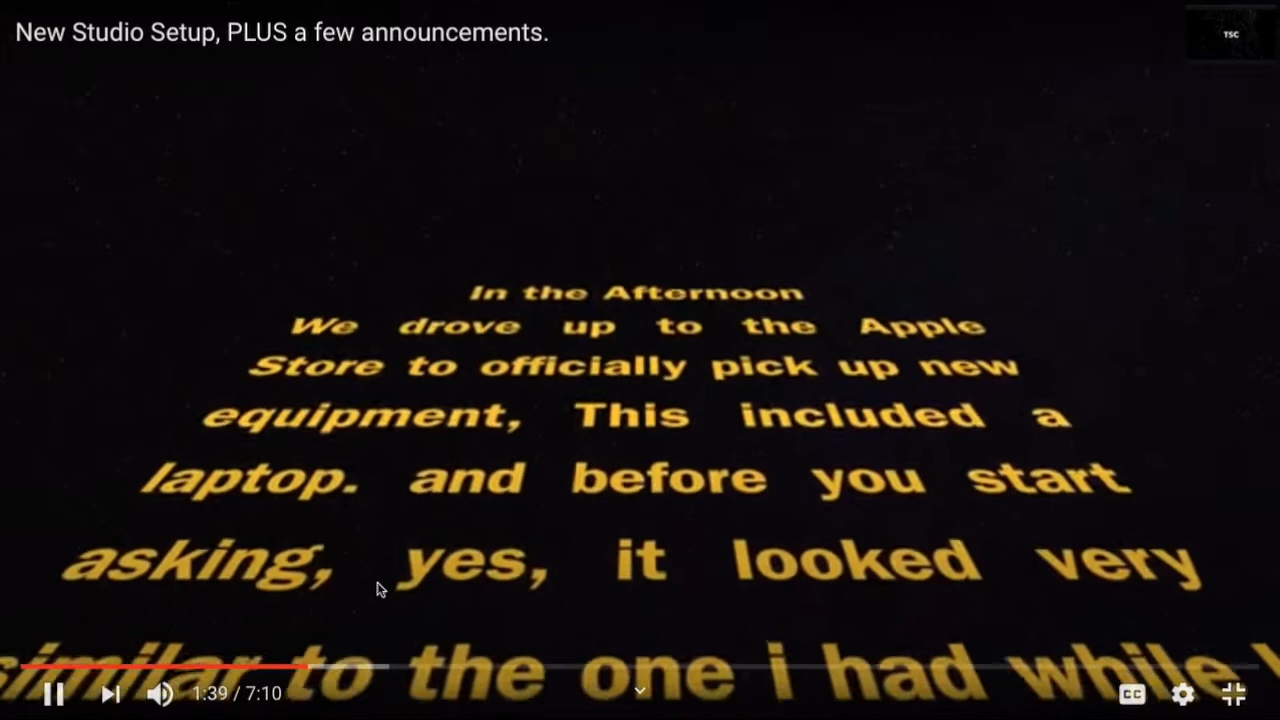 New Studio Setup, PLUS a few announcements.
TSC
In the Afternoon
We drove up to the Apple
Store to officially pick up new
equipment, This included a
laptop. and before you start
asking, yes, it looked very
similar to the one i had while
1:39 / 7:10
CC